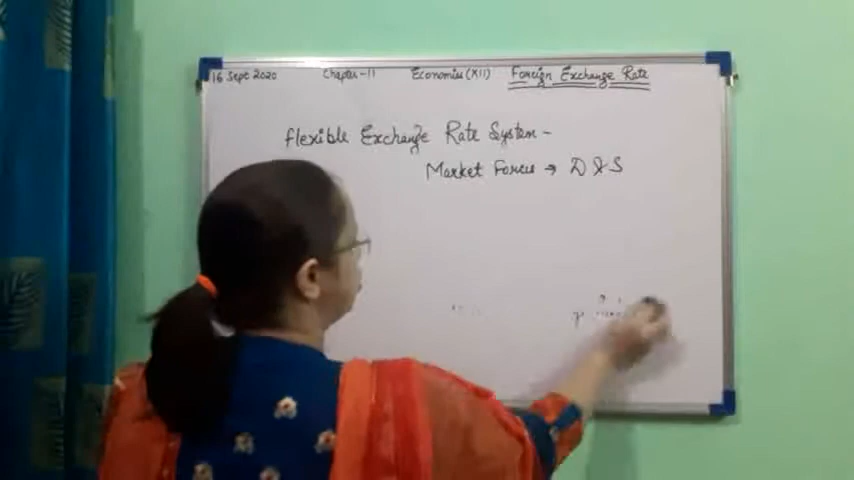 16 Sept 2020 Chapter-11 Economics (XII) Foreign Exchange Rate
Flexible Exchange Rate System -
Market Forces → D & S